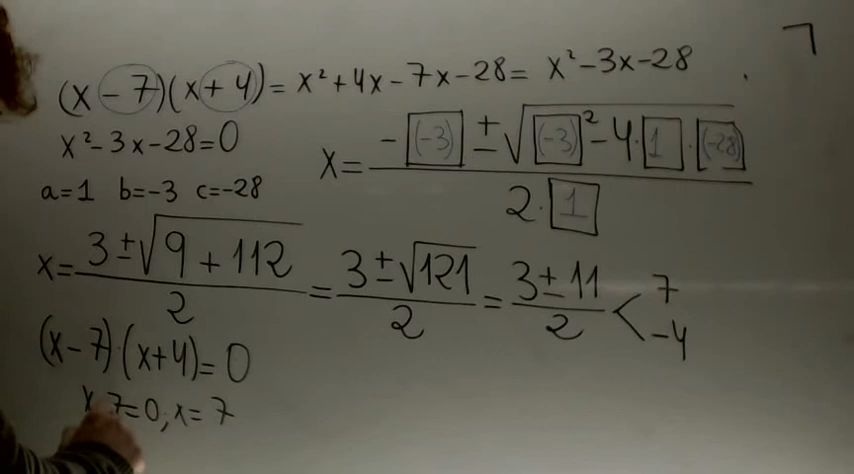 (x - 7)(x + 4) = x² + 4x - 7x - 28 = x² - 3x - 28
x² - 3x - 28 = 0
x = -(-3) ± √(-3)² - 4·1·(-28) / 2·1
a = 1 b = -3 c = -28
x = 3 ± √9 + 112 / 2 = 3 ± √121 / 2 = 3 ± 11 / 2 < 7 -4
(x - 7)·(x + 4) = 0
x 7 = 0, x = 7